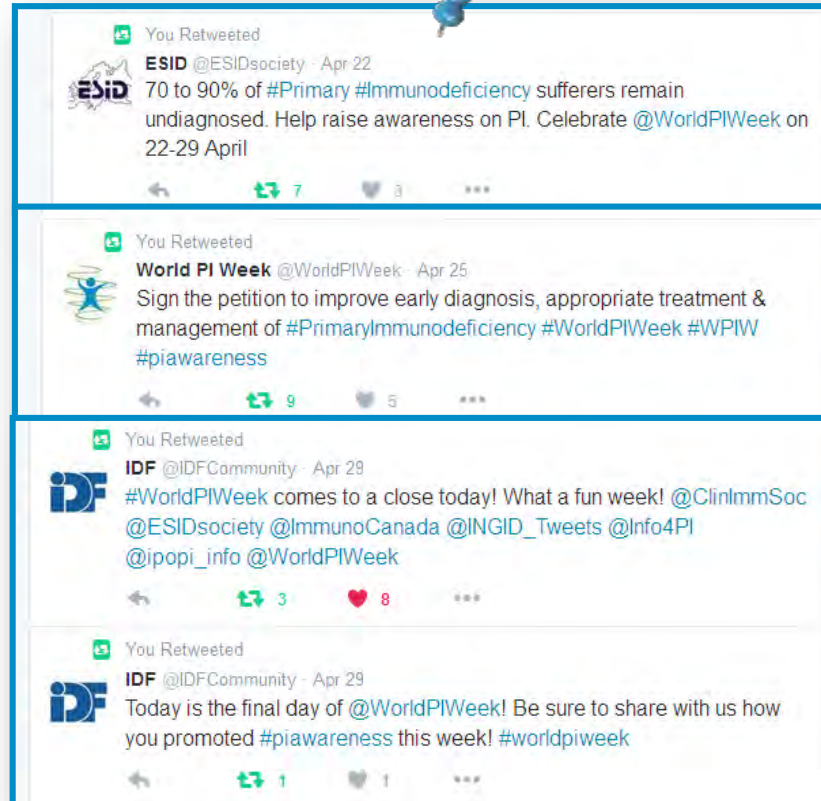 You Retweeted
ESID @ESIDsociety · Apr 22
ESiD
70 to 90% of #Primary #Immunodeficiency sufferers remain
undiagnosed. Help raise awareness on PI. Celebrate @WorldPIWeek on
22-29 April
7 3
You Retweeted
World PI Week @WorldPIWeek · Apr 25
Sign the petition to improve early diagnosis, appropriate treatment &
management of #PrimaryImmunodeficiency #WorldPIWeek #WPIW
#piawareness
9 5
You Retweeted
IDF @IDFCommunity · Apr 29
iDF
#WorldPIWeek comes to a close today! What a fun week! @ClinImmSoc
@ESIDsociety @ImmunoCanada @INGID_Tweets @Info4PI
@ipopi_info @WorldPIWeek
3 8
You Retweeted
IDF @IDFCommunity · Apr 29
iDF
Today is the final day of @WorldPIWeek! Be sure to share with us how
you promoted #piawareness this week! #worldpiweek
1 1